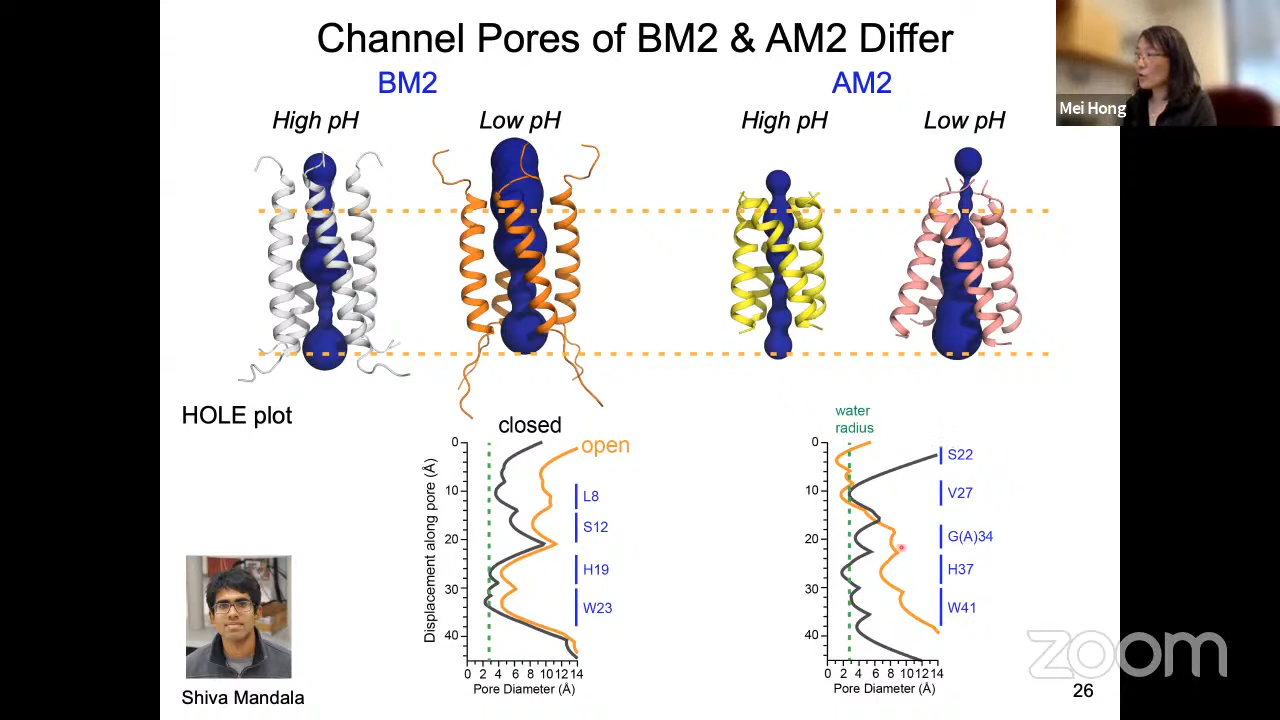 Channel Pores of BM2 & AM2 Differ
BM2
AM2
High pH
Low pH
High pH
Low pH
Mei Hong
HOLE plot
closed
open
Displacement along pore (Å)
0
10
20
30
40
L8
S12
H19
W23
0 2 4 6 8 10 12 14
Pore Diameter (Å)
water
radius
0
10
20
30
40
S22
V27
G(A)34
H37
W41
0 2 4 6 8 10 12 14
Pore Diameter (Å)
Shiva Mandala
zoom
26